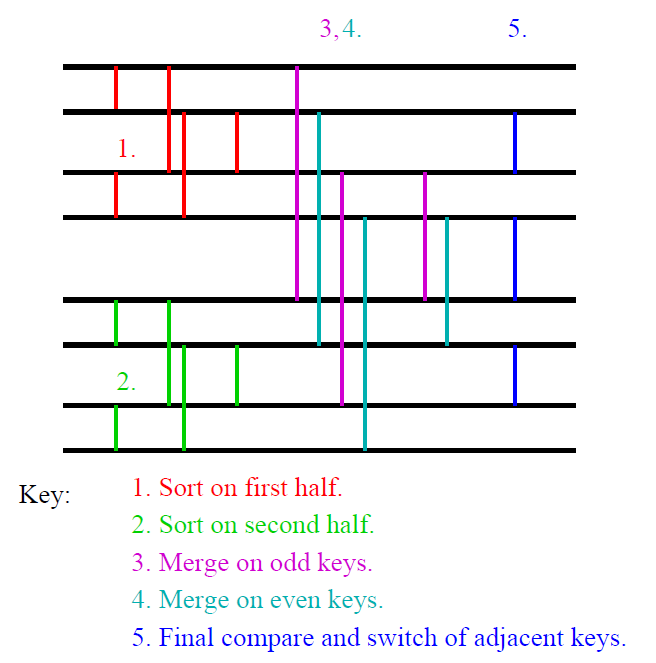 3,4. 5.
1.
2.
Key: 1. Sort on first half.
2. Sort on second half.
3. Merge on odd keys.
4. Merge on even keys.
5. Final compare and switch of adjacent keys.